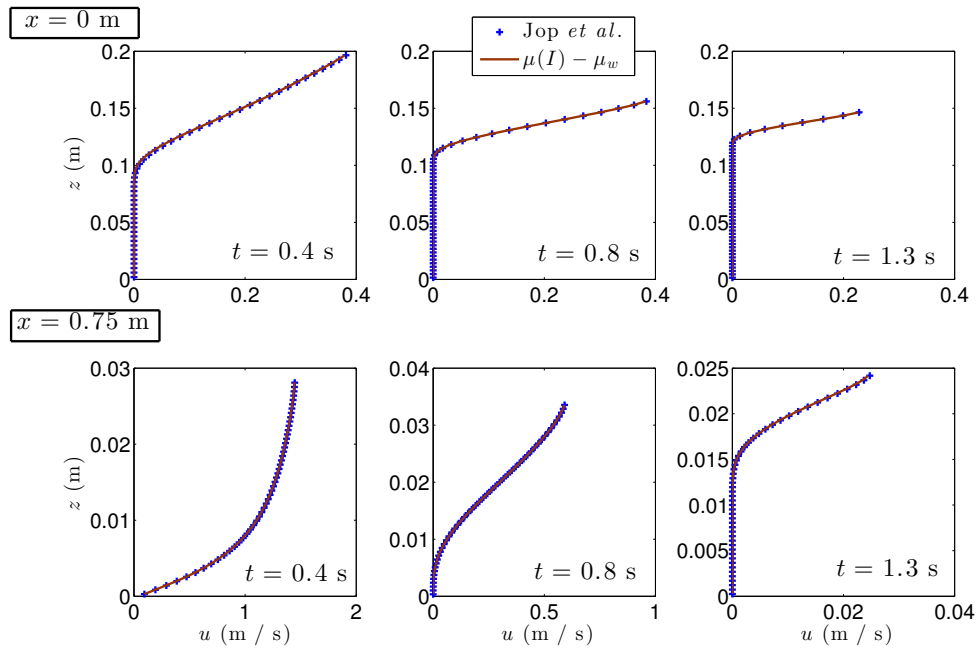 x = 0 m
Jop et al.
μ(I) − μw
z (m)
0.2
0.15
0.1
0.05
0
0 0.2 0.4
t = 0.4 s
0.2
0.15
0.1
0.05
0
0 0.2 0.4
t = 0.8 s
0.2
0.15
0.1
0.05
0
0 0.2 0.4
t = 1.3 s
x = 0.75 m
z (m)
0.03
0.02
0.01
0
0 1 2
t = 0.4 s
u (m / s)
0.04
0.03
0.02
0.01
0
0 0.5 1
t = 0.8 s
u (m / s)
0.025
0.02
0.015
0.01
0.005
0
0 0.02 0.04
t = 1.3 s
u (m / s)